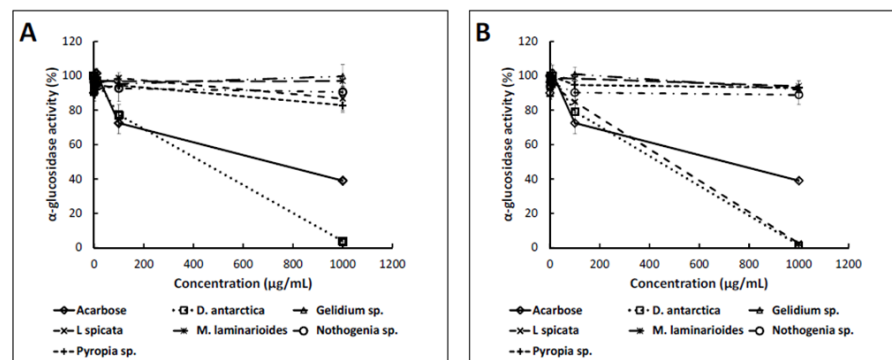 A
α-glucosidase activity (%)
120
100
80
60
40
20
0
0 200 400 600 800 1000 1200
Concentration (µg/mL)
Acarbose D. antarctica Gelidium sp.
L spicata M. laminarioides Nothogenia sp.
Pyropia sp.
B
α-glucosidase activity (%)
120
100
80
60
40
20
0
0 200 400 600 800 1000 1200
Concentration (µg/mL)
Acarbose D. antarctica Gelidium sp.
L spicata M. laminarioides Nothogenia sp.
Pyropia sp.